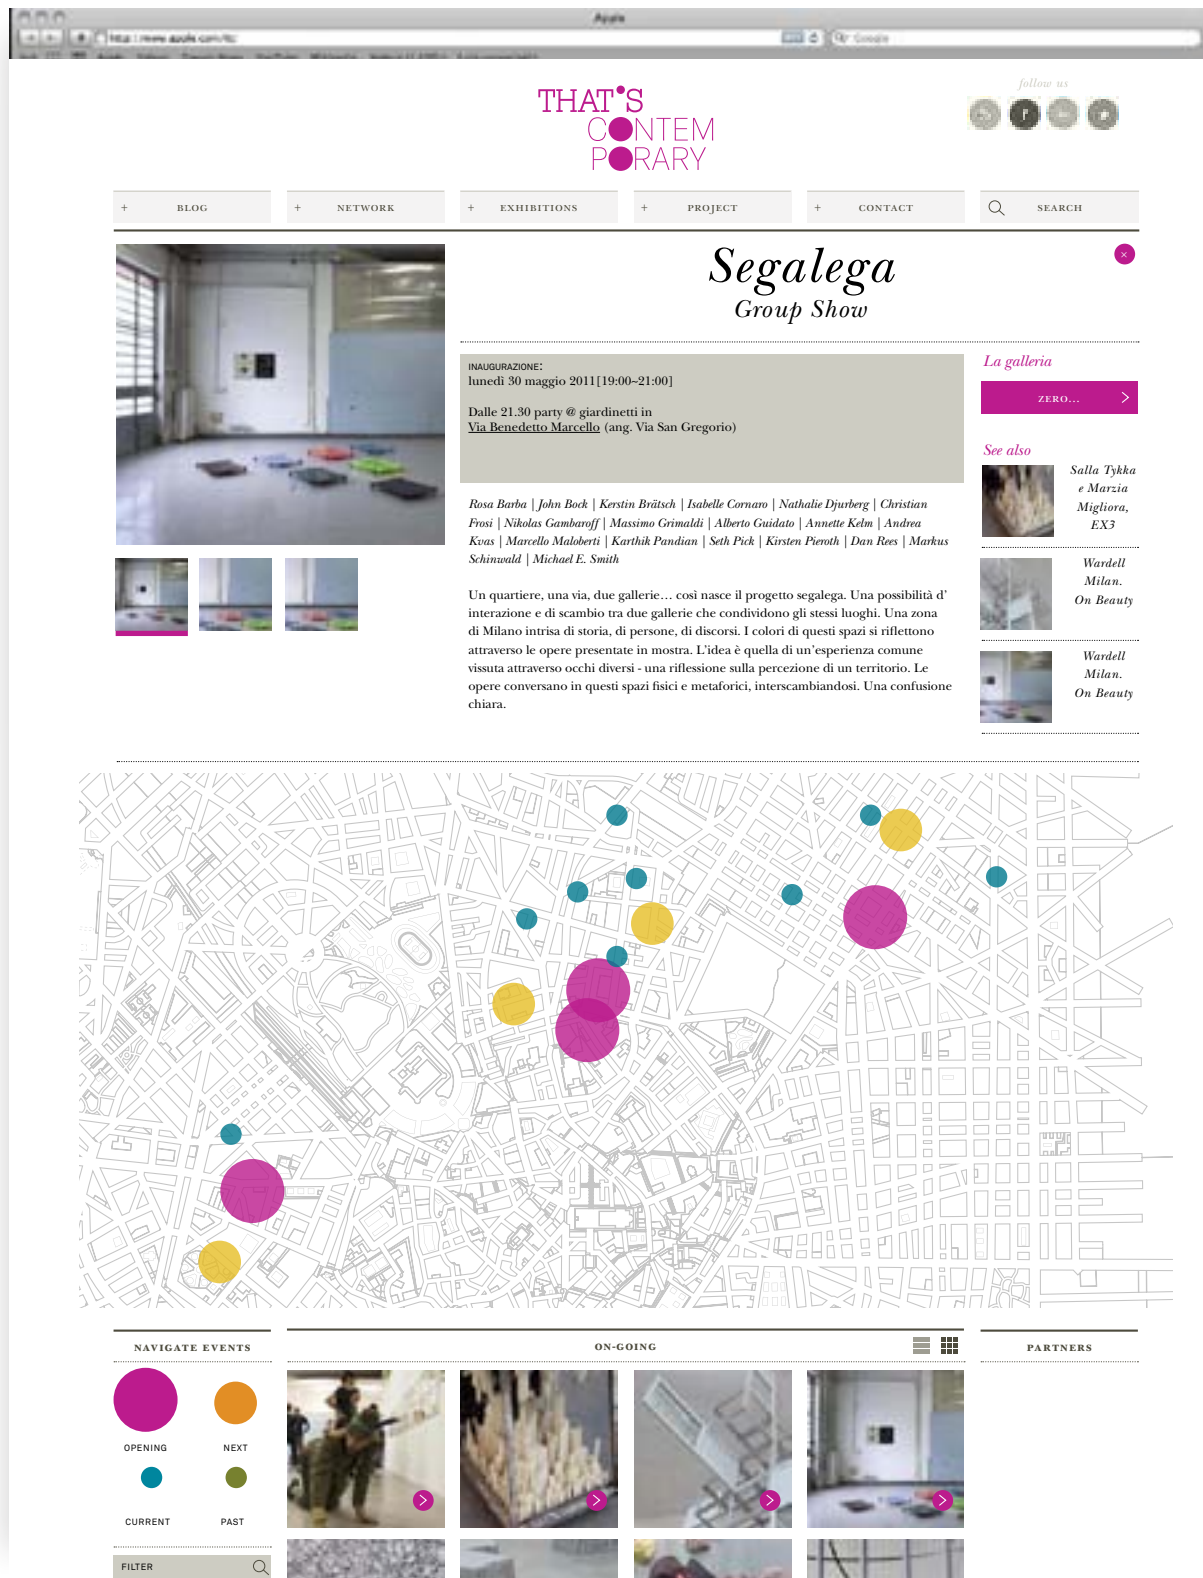 Apple
Google
THAT'S
CONTEM
PORARY
follow us
+ BLOG
+ NETWORK
+ EXHIBITIONS
+ PROJECT
+ CONTACT
SEARCH
Segalega
Group Show
×
INAUGURAZIONE:
lunedì 30 maggio 2011[19:00~21:00]
Dalle 21.30 party @ giardinetti in
Via Benedetto Marcello (ang. Via San Gregorio)
Rosa Barba | John Bock | Kerstin Brätsch | Isabelle Cornaro | Nathalie Djurberg | Christian
Frosi | Nikolas Gambaroff | Massimo Grimaldi | Alberto Guidato | Annette Kelm | Andrea
Kvas | Marcello Maloberti | Karthik Pandian | Seth Pick | Kirsten Pieroth | Dan Rees | Markus
Schinwald | Michael E. Smith
Un quartiere, una via, due gallerie… così nasce il progetto segalega. Una possibilità d'
interazione e di scambio tra due gallerie che condividono gli stessi luoghi. Una zona
di Milano intrisa di storia, di persone, di discorsi. I colori di questi spazi si riflettono
attraverso le opere presentate in mostra. L'idea è quella di un'esperienza comune
vissuta attraverso occhi diversi - una riflessione sulla percezione di un territorio. Le
opere conversano in questi spazi fisici e metaforici, interscambiandosi. Una confusione
chiara.
La galleria
ZERO...
See also
Salla Tykka
e Marzia
Migliora,
EX3
Wardell
Milan.
On Beauty
Wardell
Milan.
On Beauty
NAVIGATE EVENTS
OPENING
NEXT
CURRENT
PAST
FILTER
ON-GOING
PARTNERS